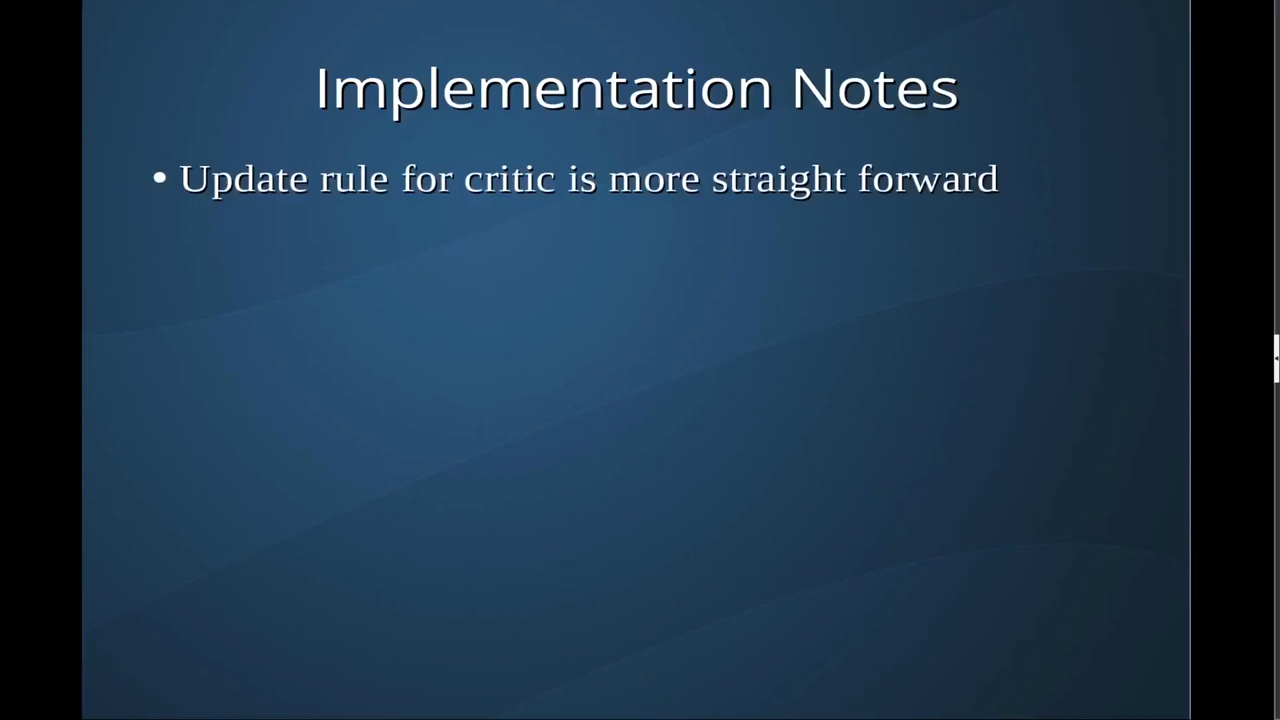 Implementation Notes
• Update rule for critic is more straight forward